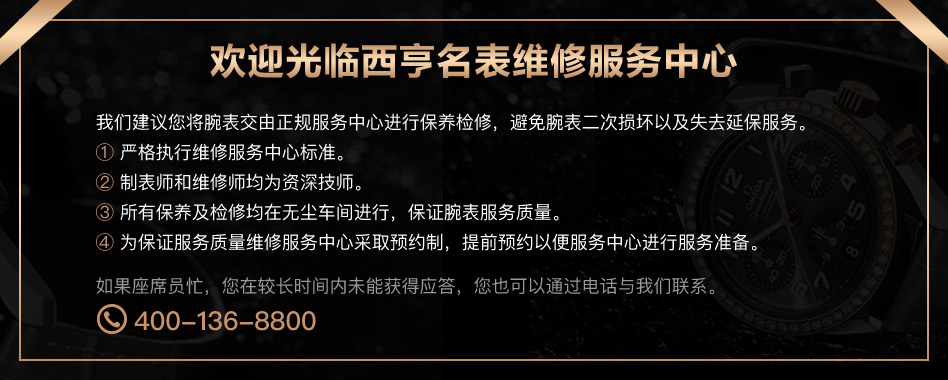 欢迎光临西亨名表维修服务中心
我们建议您将腕表交由正规服务中心进行保养检修，避免腕表二次损坏以及失去延保服务。
① 严格执行维修服务中心标准。
② 制表师和维修师均为资深技师。
③ 所有保养及检修均在无尘车间进行，保证腕表服务质量。
④ 为保证服务质量维修服务中心采取预约制，提前预约以便服务中心进行服务准备。
如果座席员忙，您在较长时间内未能获得应答，您也可以通过电话与我们联系。
400-136-8800